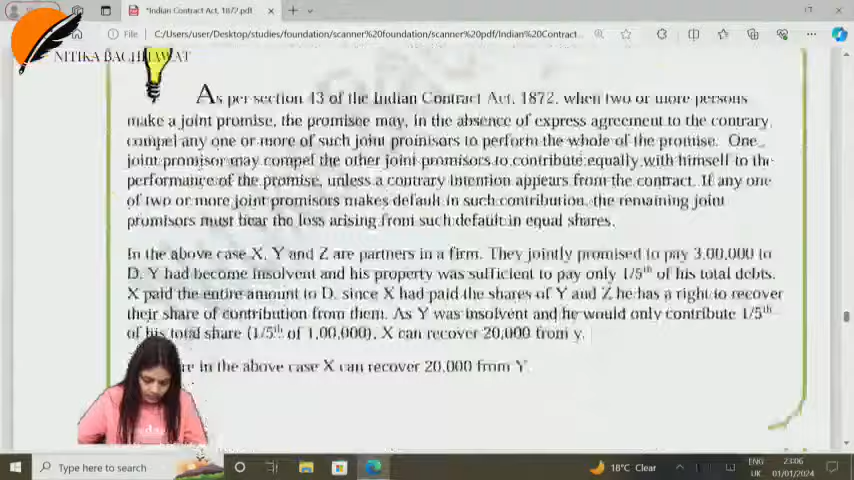 *Indian Contract Act, 1872.pdf
File C:/Users/user/Desktop/studies/foundation/scanner%20foundation/scanner%20pdf/Indian%20Contract...
NITIKA BACHHAWAT
As per section 43 of the Indian Contract Act, 1872, when two or more persons
make a joint promise, the promisee may, in the absence of express agreement to the contrary,
compel any one or more of such joint promisors to perform the whole of the promise. One
joint promisor may compel the other joint promisors to contribute equally with himself to the
performance of the promise, unless a contrary intention appears from the contract. If any one
of two or more joint promisors makes default in such contribution, the remaining joint
promisors must bear the loss arising from such default in equal shares.
In the above case X, Y and Z are partners in a firm. They jointly promised to pay 3,00,000 to
D. Y had become insolvent and his property was sufficient to pay only 1/5th of his total debts.
X paid the entire amount to D, since X had paid the shares of Y and Z he has a right to recover
their share of contribution from them. As Y was insolvent and he would only contribute 1/5th
of his total share (1/5th of 1,00,000), X can recover 20,000 from y.
re in the above case X can recover 20,000 from Y
Type here to search
18°C Clear
ENG
UK
23:06
01/01/2024